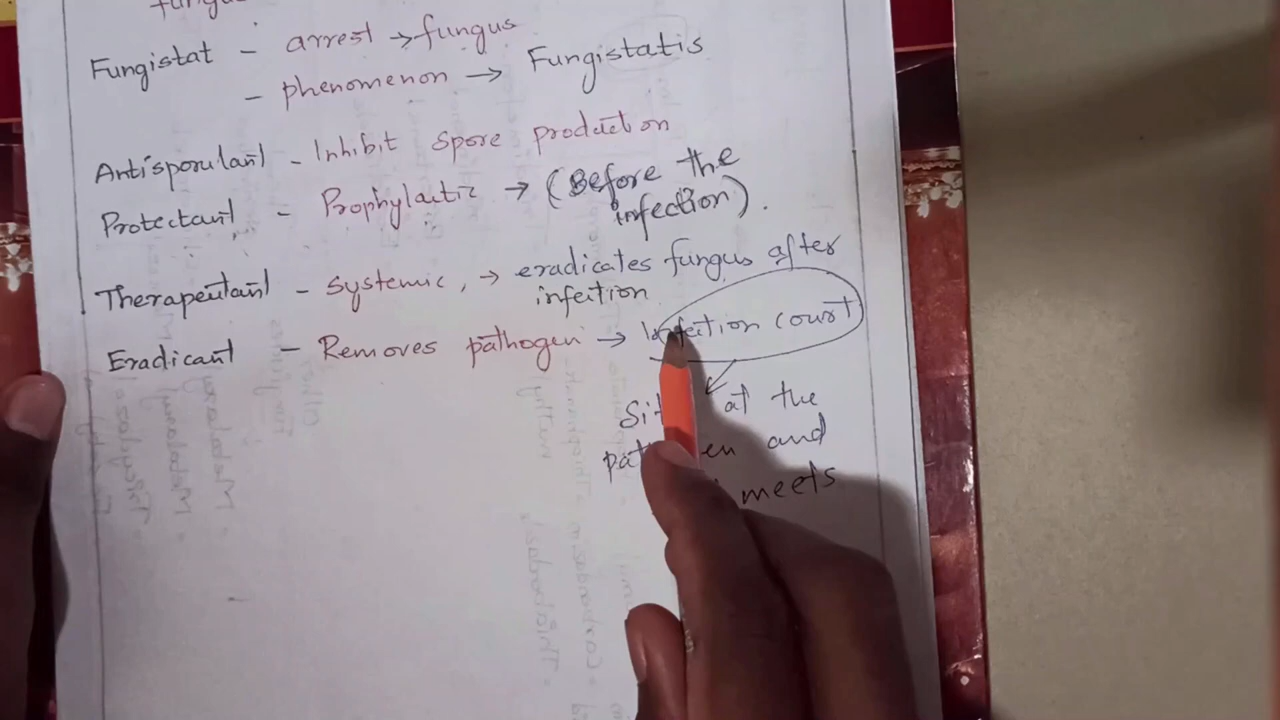 fungus
Fungistat - arrest → fungus
- phenomenon → Fungistatis
Antisporulant - Inhibit spore production
Protectant - Prophylactic → (Before the
infection).
Therapeutant - systemic, → eradicates fungus after
infection
Eradicant - Removes pathogen → Infection court
at the
and
meets